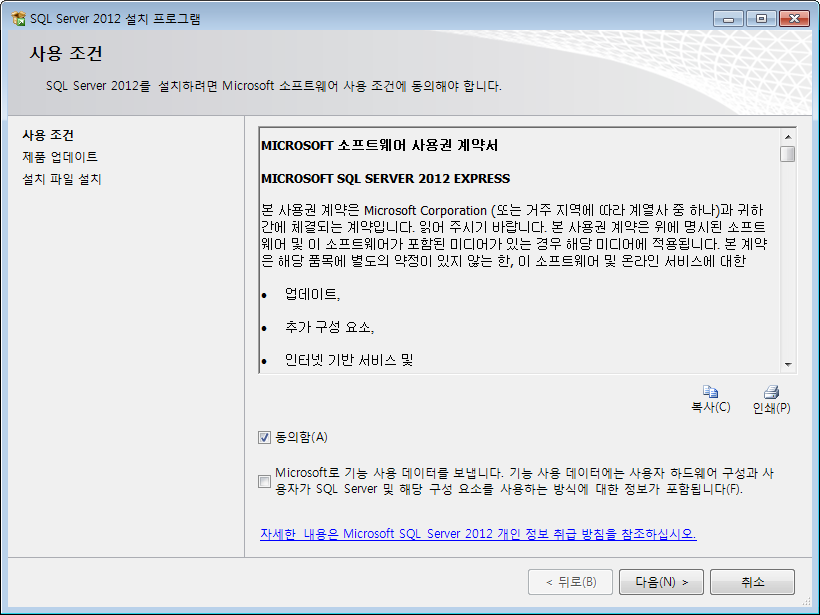 SQL Server 2012 설치 프로그램
사용 조건
SQL Server 2012를 설치하려면 Microsoft 소프트웨어 사용 조건에 동의해야 합니다.
사용 조건
제품 업데이트
설치 파일 설치
MICROSOFT 소프트웨어 사용권 계약서
MICROSOFT SQL SERVER 2012 EXPRESS
본 사용권 계약은 Microsoft Corporation (또는 거주 지역에 따라 계열사 중 하나)과 귀하
간에 체결되는 계약입니다. 읽어 주시기 바랍니다. 본 사용권 계약은 위에 명시된 소프트
웨어 및 이 소프트웨어가 포함된 미디어가 있는 경우 해당 미디어에 적용됩니다. 본 계약
은 해당 품목에 별도의 약정이 있지 않는 한, 이 소프트웨어 및 온라인 서비스에 대한
• 업데이트,
• 추가 구성 요소,
• 인터넷 기반 서비스 및
복사(C)
인쇄(P)
동의함(A)
Microsoft로 기능 사용 데이터를 보냅니다. 기능 사용 데이터에는 사용자 하드웨어 구성과 사
용자가 SQL Server 및 해당 구성 요소를 사용하는 방식에 대한 정보가 포함됩니다(F).
자세한 내용은 Microsoft SQL Server 2012 개인 정보 취급 방침을 참조하십시오.
< 뒤로(B)
다음(N) >
취소